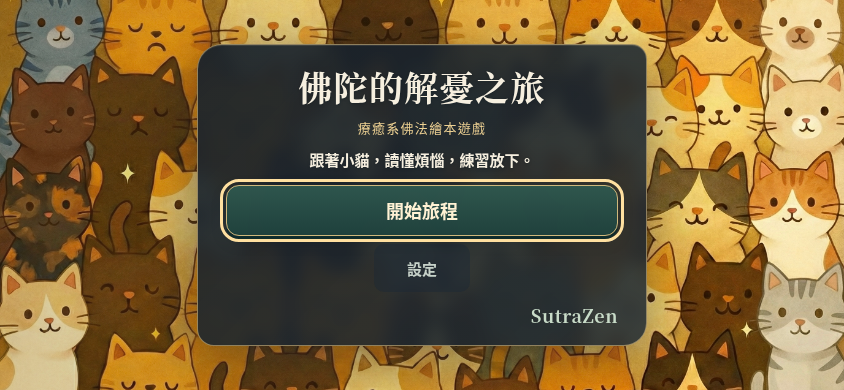 佛陀的解憂之旅
療癒系佛法繪本遊戲
跟著小貓，讀懂煩惱，練習放下。
開始旅程
設定
SutraZen